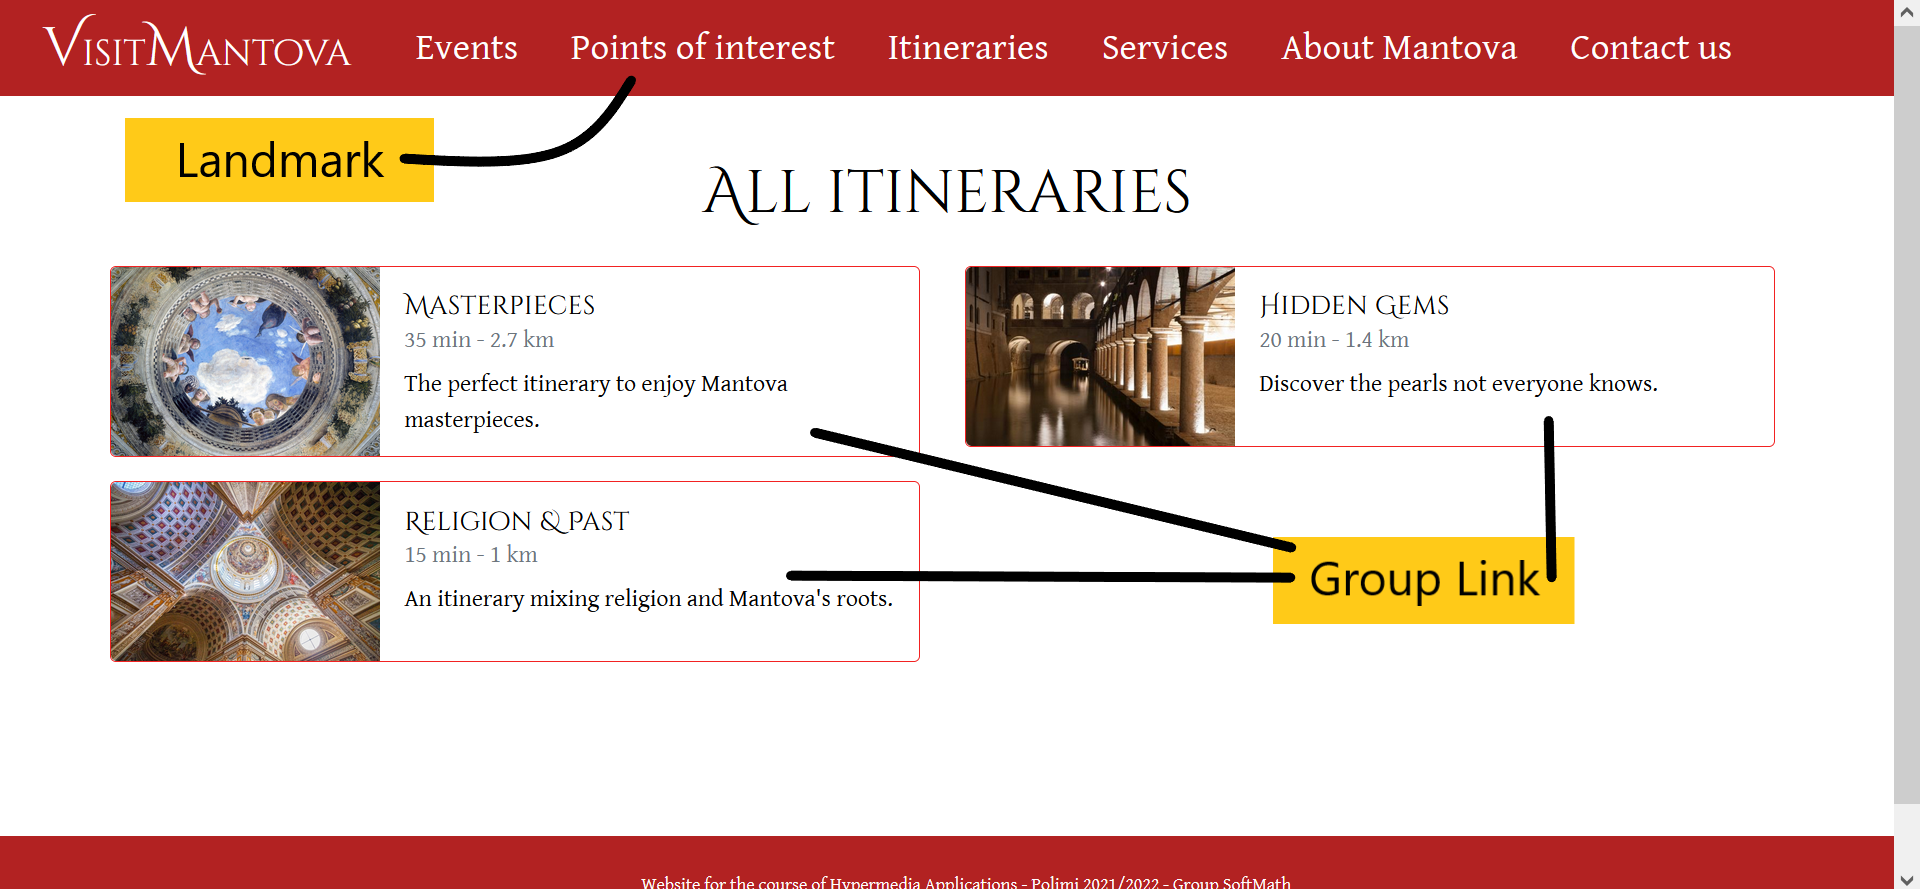 VisitMantova Events Points of interest Itineraries Services About Mantova Contact us
Landmark
All itineraries
Masterpieces
35 min - 2.7 km
The perfect itinerary to enjoy Mantova
masterpieces.
Hidden Gems
20 min - 1.4 km
Discover the pearls not everyone knows.
Religion & Past
15 min - 1 km
An itinerary mixing religion and Mantova's roots.
Group Link
Website for the course of Hypermedia Applications - Polimi 2021/2022 - Group SoftMath